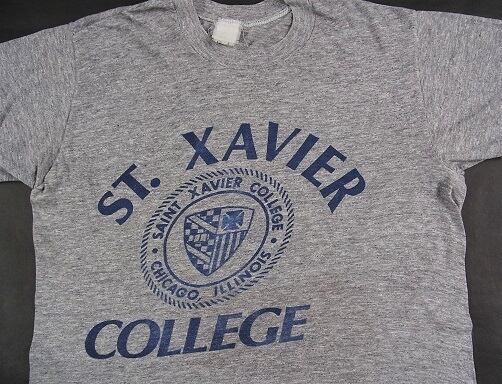 ST. XAVIER
SAINT XAVIER COLLEGE
CHICAGO, ILLINOIS
COLLEGE